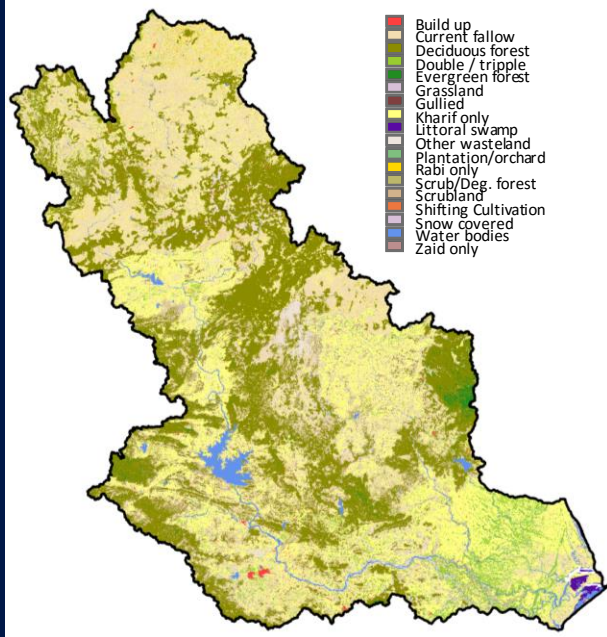 Build up
Current fallow
Deciduous forest
Double / tripple
Evergreen forest
Grassland
Gullied
Kharif only
Littoral swamp
Other wasteland
Plantation/orchard
Rabi only
Scrub/Deg. forest
Scrubland
Shifting Cultivation
Snow covered
Water bodies
Zaid only